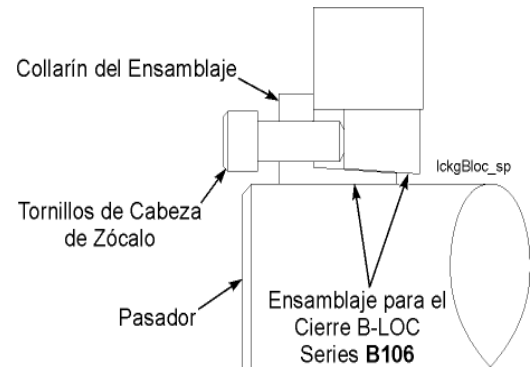 Collarín del Ensamblaje
lckgBloc_sp
Tornillos de Cabeza
de Zócalo
Pasador
Ensamblaje para el
Cierre B-LOC
Series B106